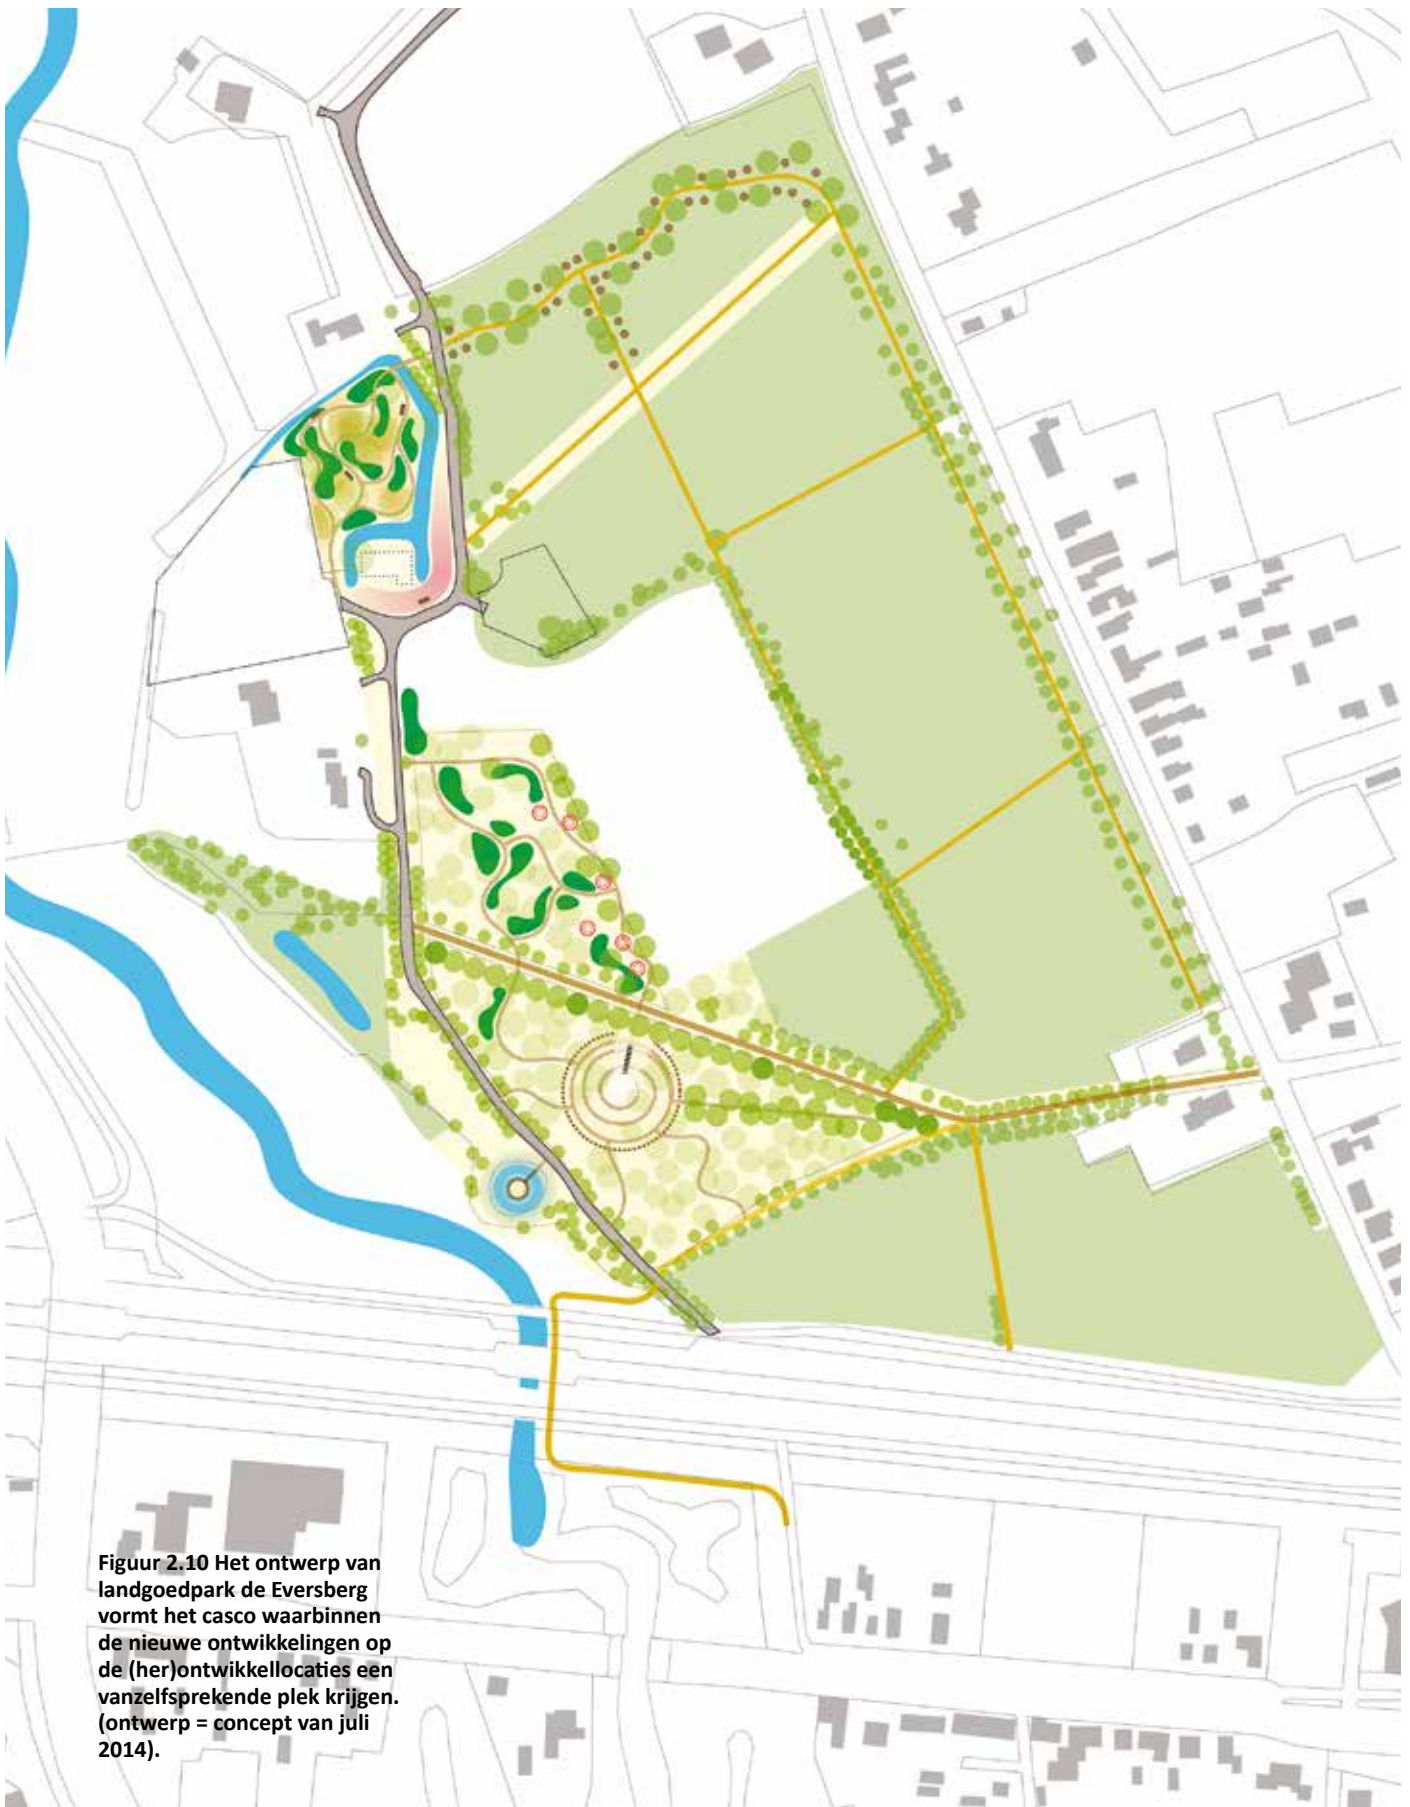 Figuur 2.10 Het ontwerp van
landgoedpark de Eversberg
vormt het casco waarbinnen
de nieuwe ontwikkelingen op
de (her)ontwikkellocaties een
vanzelfsprekende plek krijgen.
(ontwerp = concept van juli
2014).